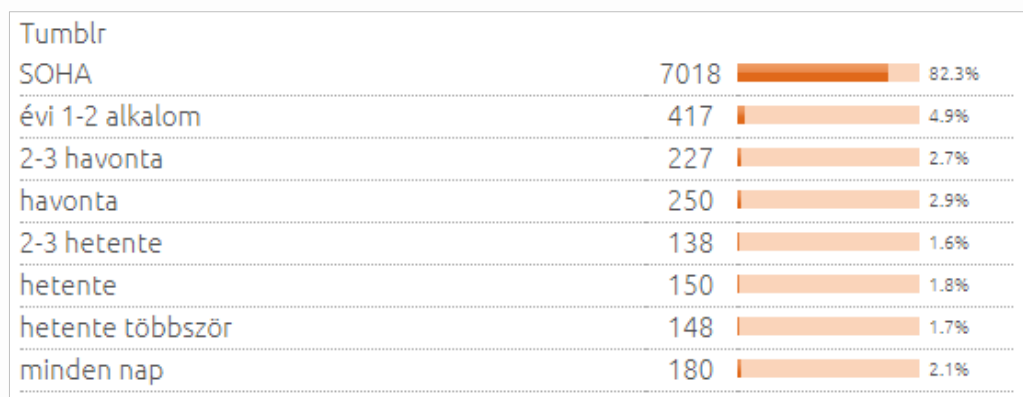 Tumblr
SOHA 7018 82.3%
évi 1-2 alkalom 417 4.9%
2-3 havonta 227 2.7%
havonta 250 2.9%
2-3 hetente 138 1.6%
hetente 150 1.8%
hetente többször 148 1.7%
minden nap 180 2.1%